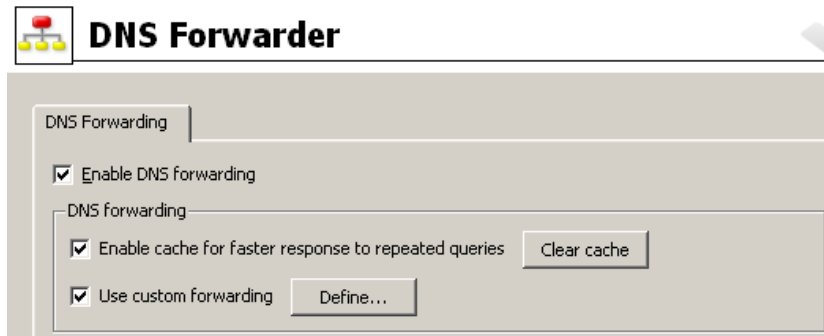 DNS Forwarder
DNS Forwarding
Enable DNS forwarding
DNS forwarding
Enable cache for faster response to repeated queries Clear cache
Use custom forwarding Define...